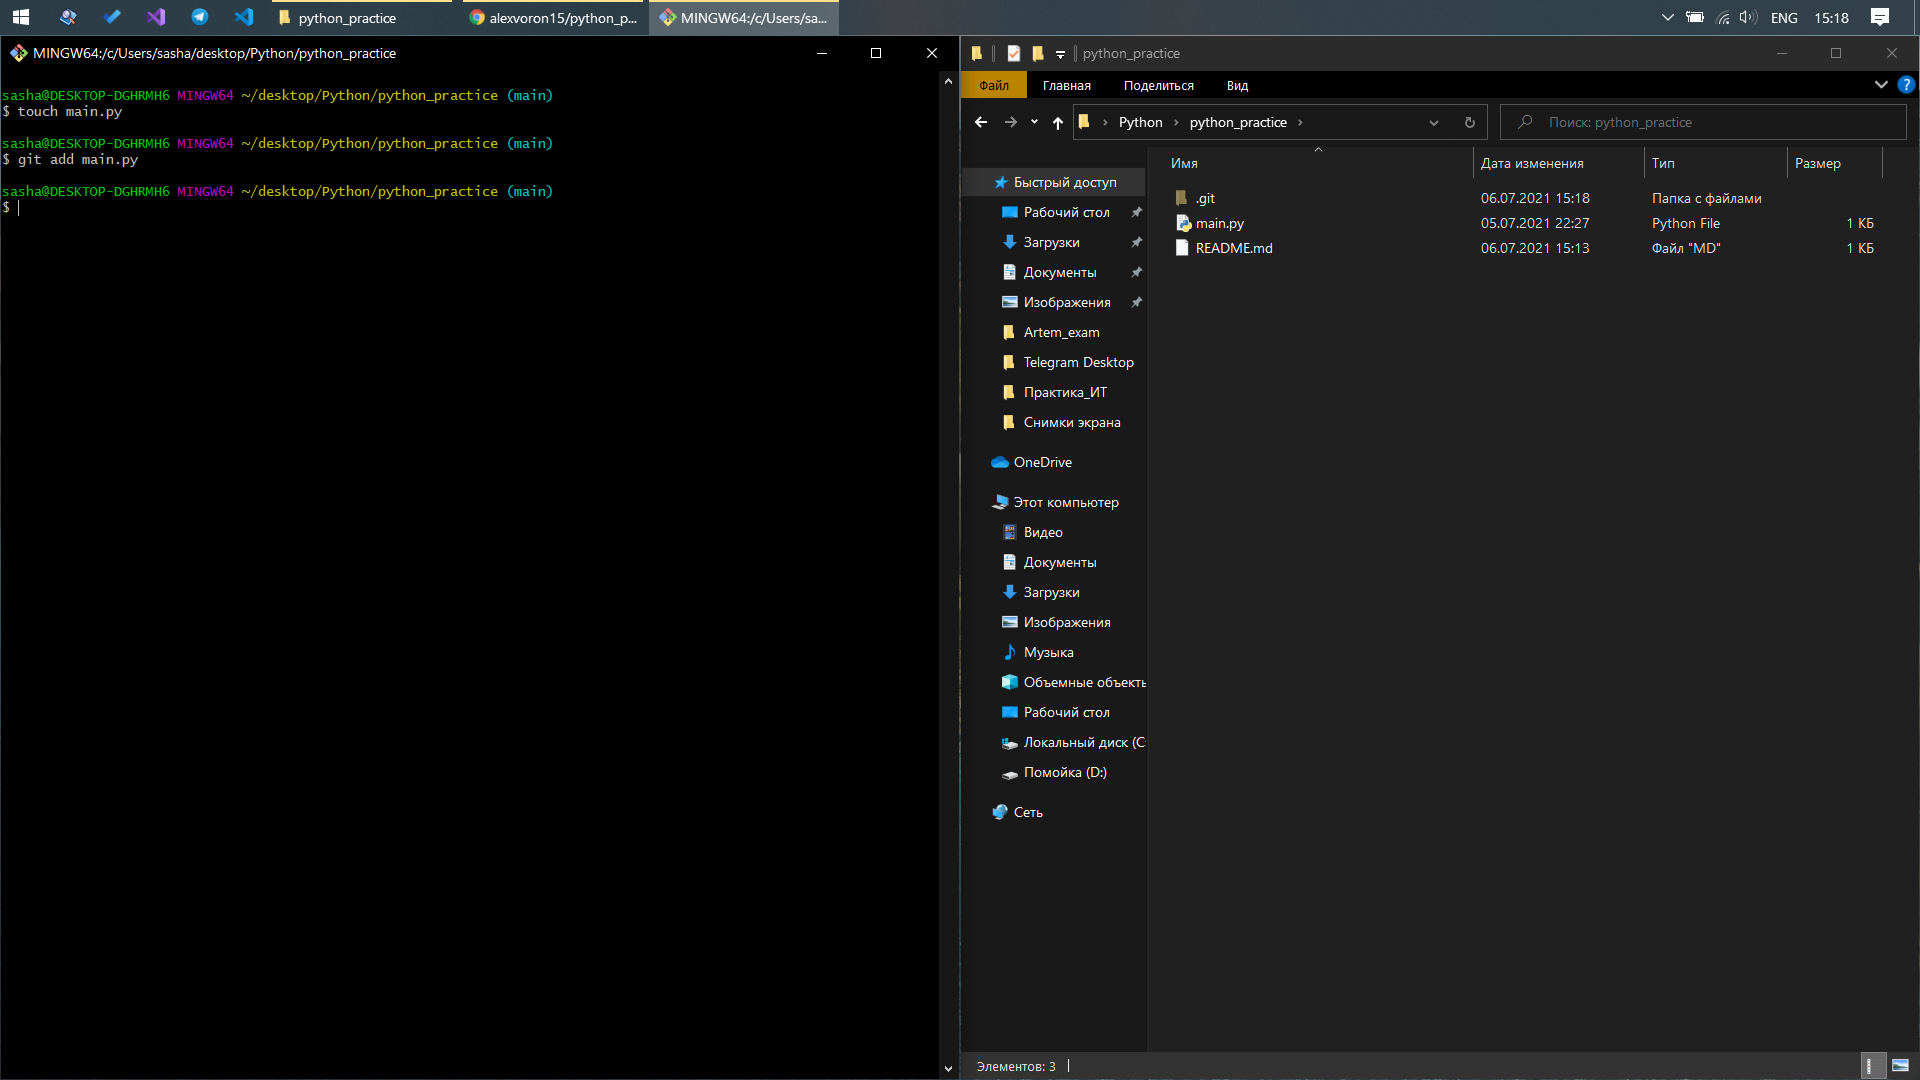 python_practice
alexvoron15/python_p...
MINGW64:/c/Users/sa...
ENG
15:18
MINGW64:/c/Users/sasha/desktop/Python/python_practice
sasha@DESKTOP-DGHRMH6 MINGW64 ~/desktop/Python/python_practice (main)
$ touch main.py
sasha@DESKTOP-DGHRMH6 MINGW64 ~/desktop/Python/python_practice (main)
$ git add main.py
sasha@DESKTOP-DGHRMH6 MINGW64 ~/desktop/Python/python_practice (main)
$
python_practice
Файл Главная Поделиться Вид
Python python_practice
Поиск: python_practice
Имя Дата изменения Тип Размер
.git 06.07.2021 15:18 Папка с файлами
main.py 05.07.2021 22:27 Python File 1 КБ
README.md 06.07.2021 15:13 Файл "MD" 1 КБ
Быстрый доступ
Рабочий стол
Загрузки
Документы
Изображения
Artem_exam
Telegram Desktop
Практика_ИТ
Снимки экрана
OneDrive
Этот компьютер
Видео
Документы
Загрузки
Изображения
Музыка
Объемные объекты
Рабочий стол
Локальный диск (C:
Помойка (D:)
Сеть
Элементов: 3